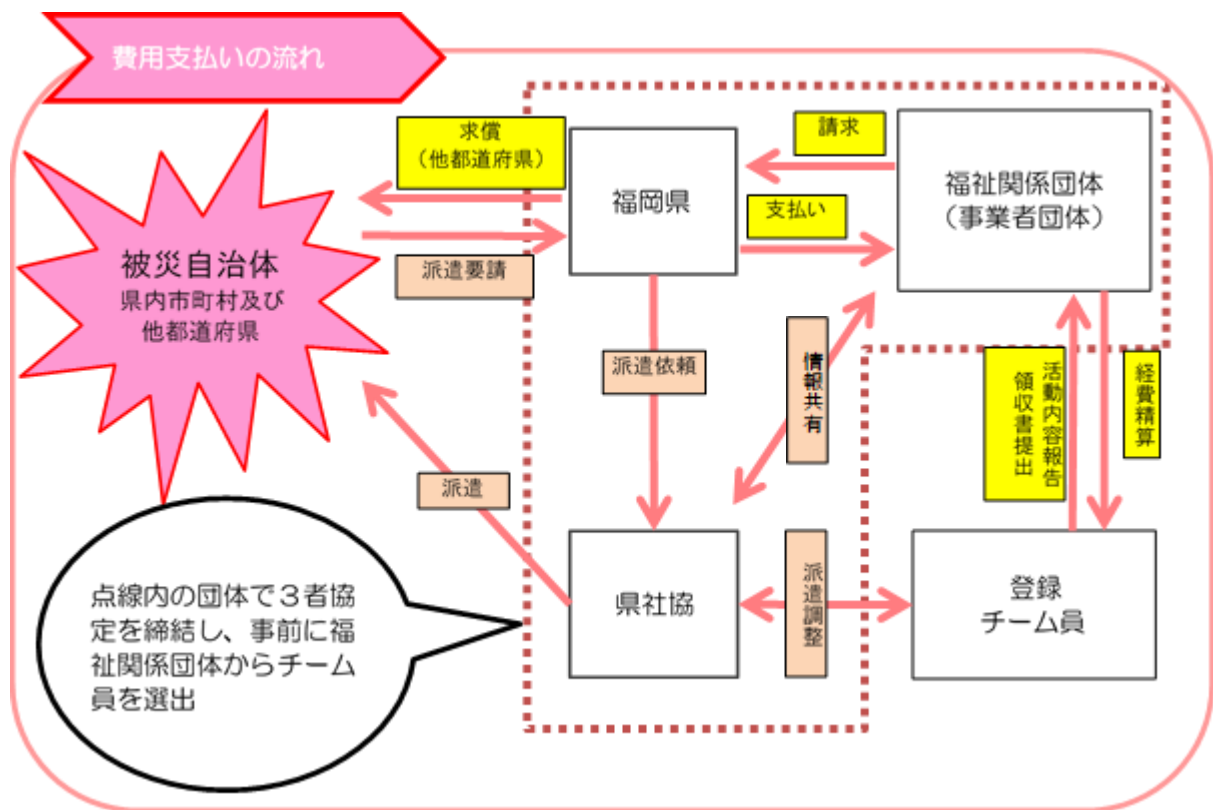 費用支払いの流れ
求償
（他都道府県）
請求
福岡県
福祉関係団体
（事業者団体）
支払い
被災自治体
県内市町村及び
他都道府県
派遣要請
派遣依頼
情報共有
活動内容報告
領収書提出
経費精算
派遣
点線内の団体で３者協
定を締結し、事前に福
祉関係団体からチーム
員を選出
県社協
派遣調整
登録
チーム員